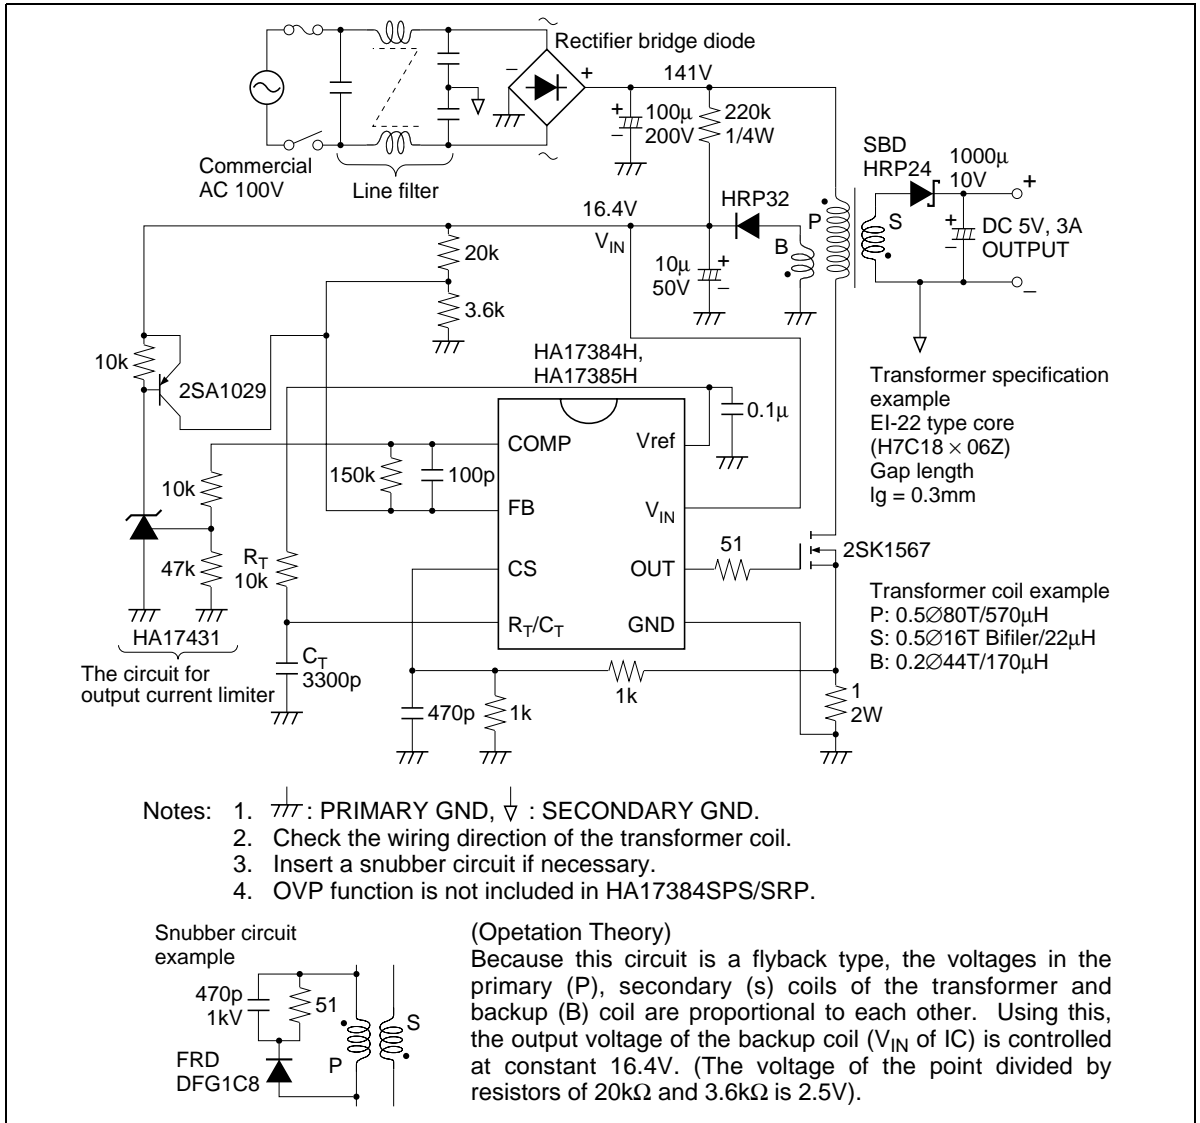 ~
Rectifier bridge diode
−
+
141V
+
−
100µ
200V
220k
1/4W
Commercial
AC 100V
Line filter
~
SBD
HRP24
1000µ
10V
+
16.4V
HRP32
P
S
+
−
DC 5V, 3A
OUTPUT
V_IN
20k
B
10µ
50V
+
−
−
3.6k
10k
2SA1029
HA17384H,
HA17385H
0.1µ
Transformer specification
example
EI-22 type core
(H7C18 × 06Z)
Gap length
lg = 0.3mm
COMP
Vref
150k
100p
10k
FB
V_IN
51
2SK1567
47k
R_T
10k
CS
OUT
Transformer coil example
P: 0.5∅80T/570µH
S: 0.5∅16T Bifiler/22µH
B: 0.2∅44T/170µH
R_T/C_T
GND
HA17431
The circuit for
output current limiter
C_T
3300p
1k
470p
1k
1
2W
Notes: 1. : PRIMARY GND, : SECONDARY GND.
2. Check the wiring direction of the transformer coil.
3. Insert a snubber circuit if necessary.
4. OVP function is not included in HA17384SPS/SRP.
Snubber circuit
example
470p
1kV
51
P
S
FRD
DFG1C8
(Opetation Theory)
Because this circuit is a flyback type, the voltages in the
primary (P), secondary (s) coils of the transformer and
backup (B) coil are proportional to each other. Using this,
the output voltage of the backup coil (V_IN of IC) is controlled
at constant 16.4V. (The voltage of the point divided by
resistors of 20kΩ and 3.6kΩ is 2.5V).